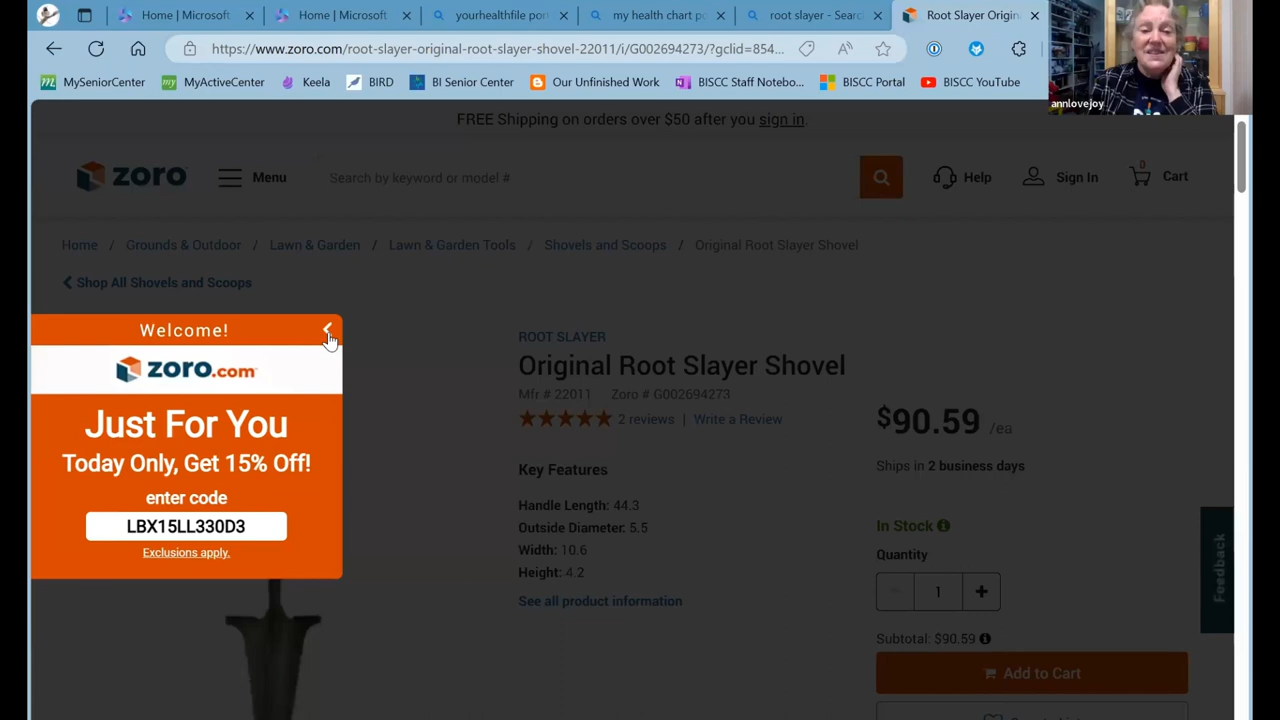 Home | Microsoft
Home | Microsoft
yourhealthfile por
my health chart po
root slayer - Searc
Root Slayer Origin
https://www.zoro.com/root-slayer-original-root-slayer-shovel-22011/i/G002694273/?gclid=854...
MySeniorCenter
MyActiveCenter
Keela
BIRD
BI Senior Center
Our Unfinished Work
BISCC Staff Notebo...
BISCC Portal
BISCC YouTube
annlovejoy
FREE Shipping on orders over $50 after you sign in.
zoro
Menu
Search by keyword or model #
Help
Sign In
0
Cart
Home / Grounds & Outdoor / Lawn & Garden / Lawn & Garden Tools / Shovels and Scoops / Original Root Slayer Shovel
Shop All Shovels and Scoops
Welcome!
zoro.com
Just For You
Today Only, Get 15% Off!
enter code
LBX15LL330D3
Exclusions apply.
ROOT SLAYER
Original Root Slayer Shovel
Mfr # 22011 Zoro # G002694273
2 reviews | Write a Review
Key Features
Handle Length: 44.3
Outside Diameter: 5.5
Width: 10.6
Height: 4.2
See all product information
$90.59 /ea
Ships in 2 business days
In Stock
Quantity
1
Subtotal: $90.59
Add to Cart
Feedback